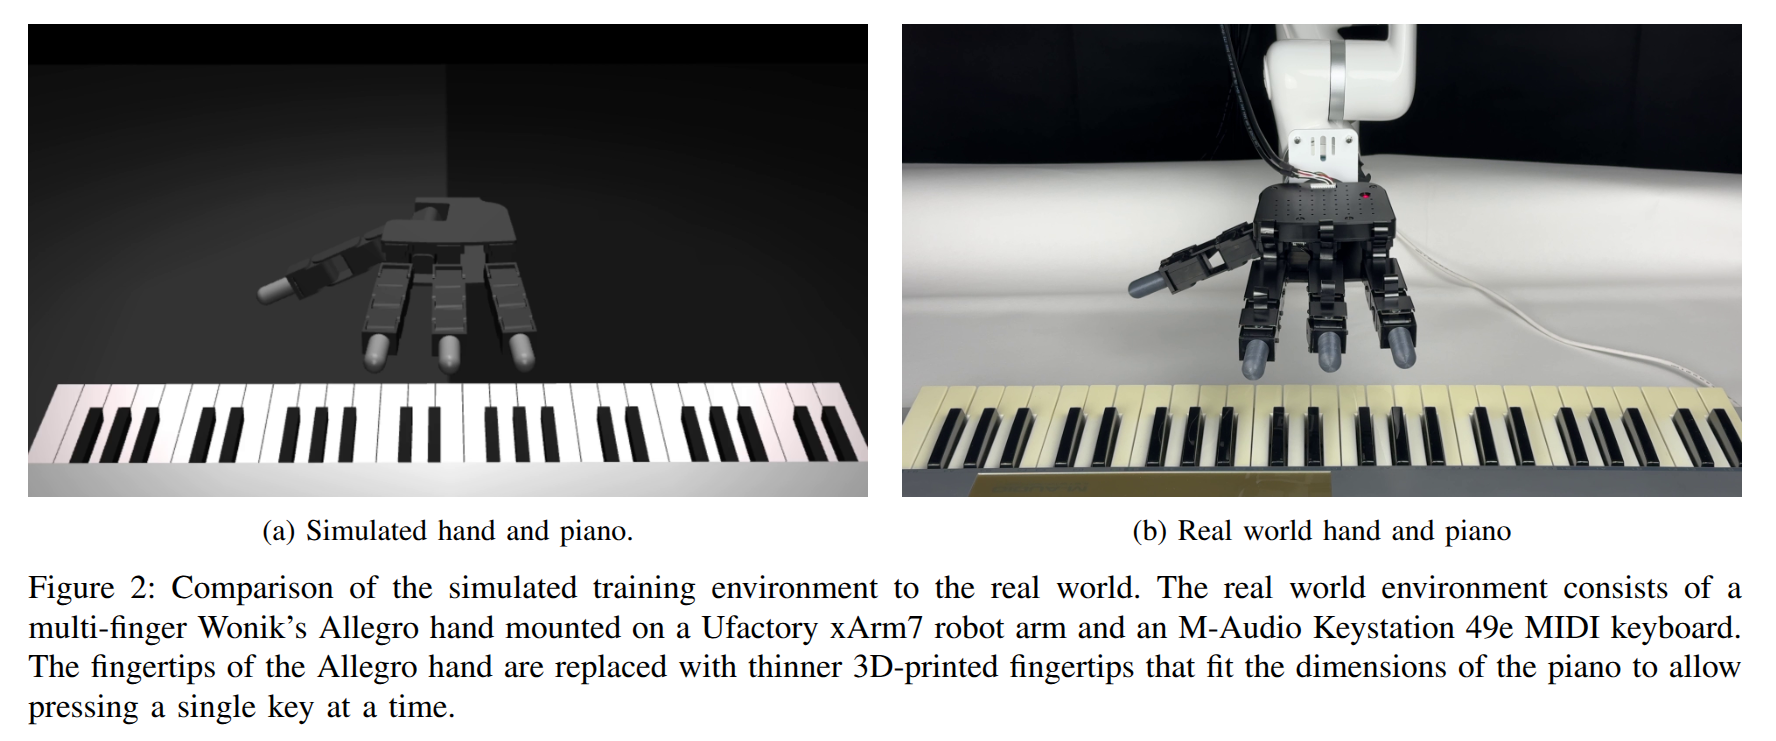 (a) Simulated hand and piano.
(b) Real world hand and piano
Figure 2: Comparison of the simulated training environment to the real world. The real world environment consists of a
multi-finger Wonik's Allegro hand mounted on a Ufactory xArm7 robot arm and an M-Audio Keystation 49e MIDI keyboard.
The fingertips of the Allegro hand are replaced with thinner 3D-printed fingertips that fit the dimensions of the piano to allow
pressing a single key at a time.